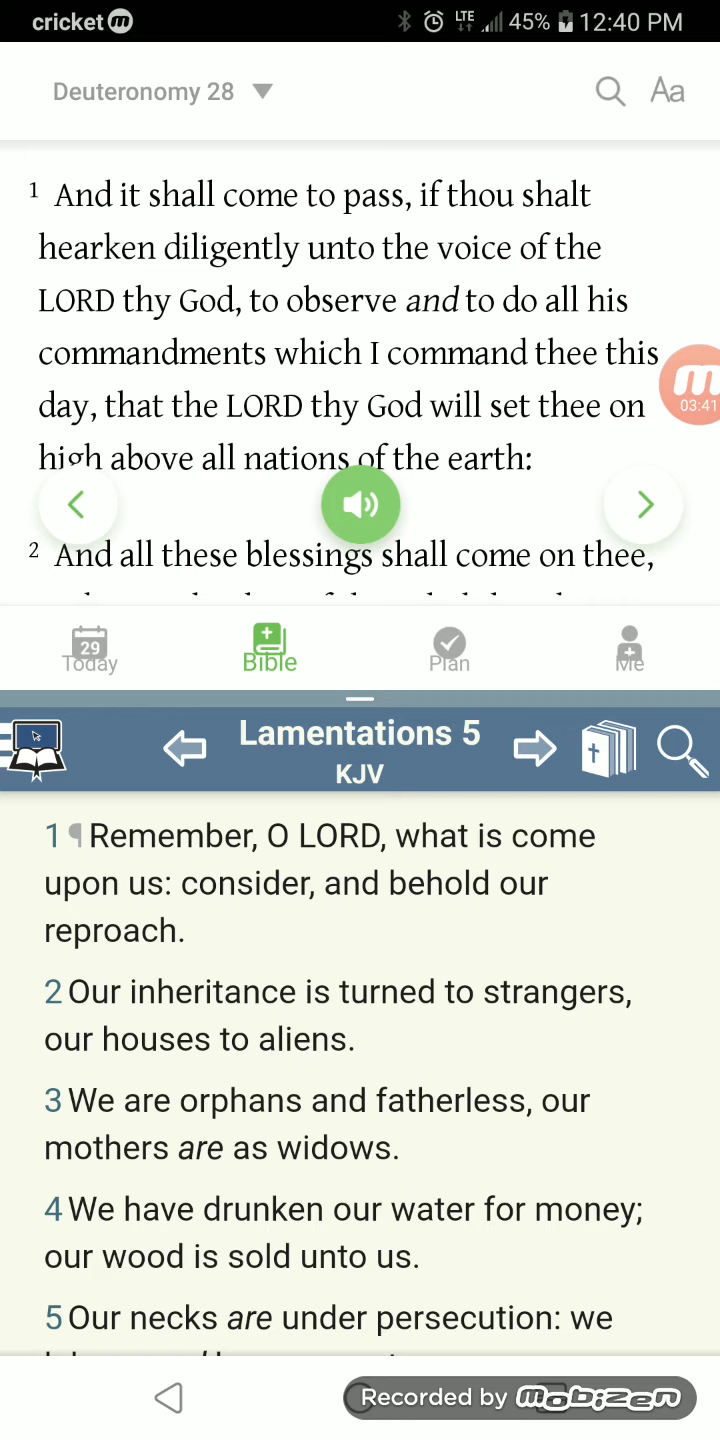 cricket m LTE 45% 12:40 PM
Deuteronomy 28 Aa
1 And it shall come to pass, if thou shalt
hearken diligently unto the voice of the
LORD thy God, to observe and to do all his
commandments which I command thee this
day, that the LORD thy God will set thee on
high above all nations of the earth:
m
03:41
2 And all these blessings shall come on thee,
29
Today Bible Plan Me
Lamentations 5
KJV
1 ¶ Remember, O LORD, what is come
upon us: consider, and behold our
reproach.
2 Our inheritance is turned to strangers,
our houses to aliens.
3 We are orphans and fatherless, our
mothers are as widows.
4 We have drunken our water for money;
our wood is sold unto us.
5 Our necks are under persecution: we
Recorded by mobizen